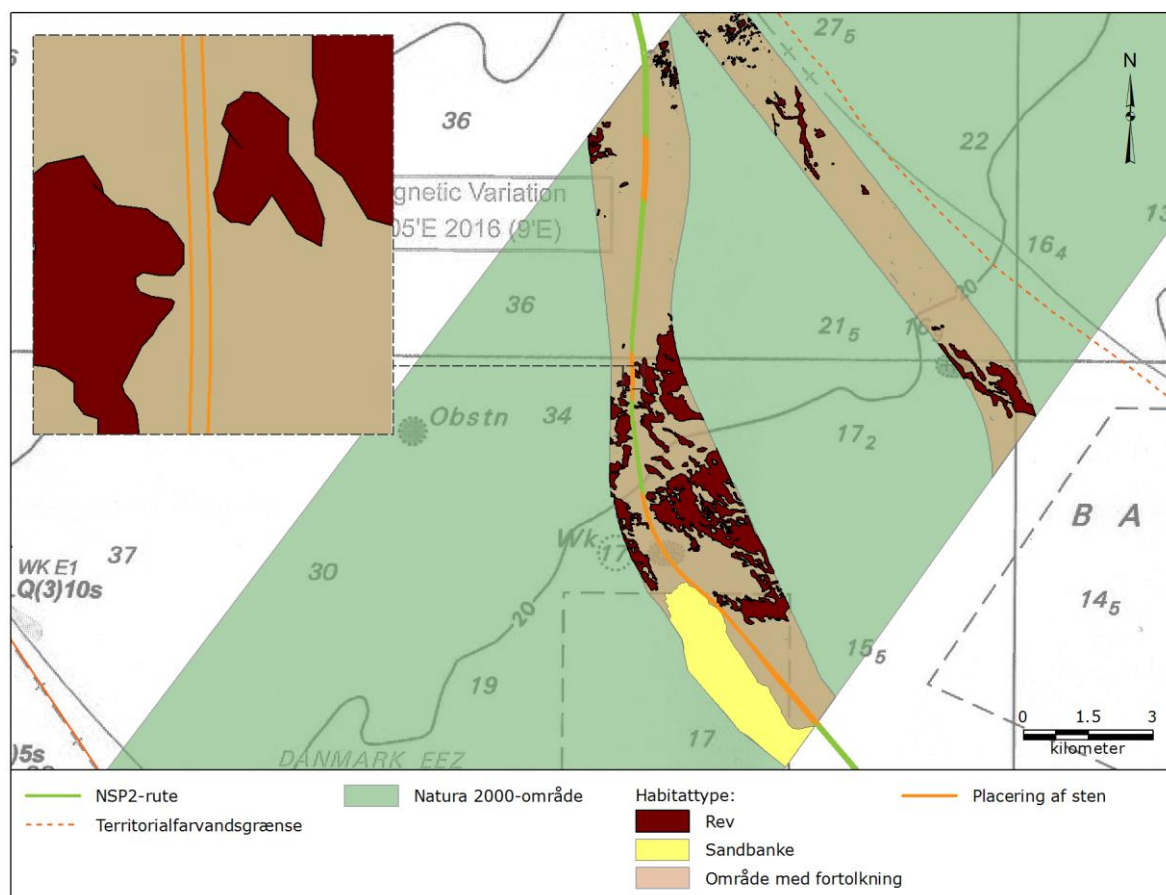 27₅
N
36
22
gnetic Variation
05'E 2016 (9'E)
13
16₄
20
36
21₅
16
Obstn
34
17₂
B A
Wk
17
37
30
WK E1
Q(3)10s
20
14₅
15₅
19
0 1.5 3
kilometer
)5s
17
DANMARK EEZ
NSP2-rute
Territorialfarvandsgrænse
Natura 2000-område
Habitattype:
Rev
Sandbanke
Område med fortolkning
Placering af sten